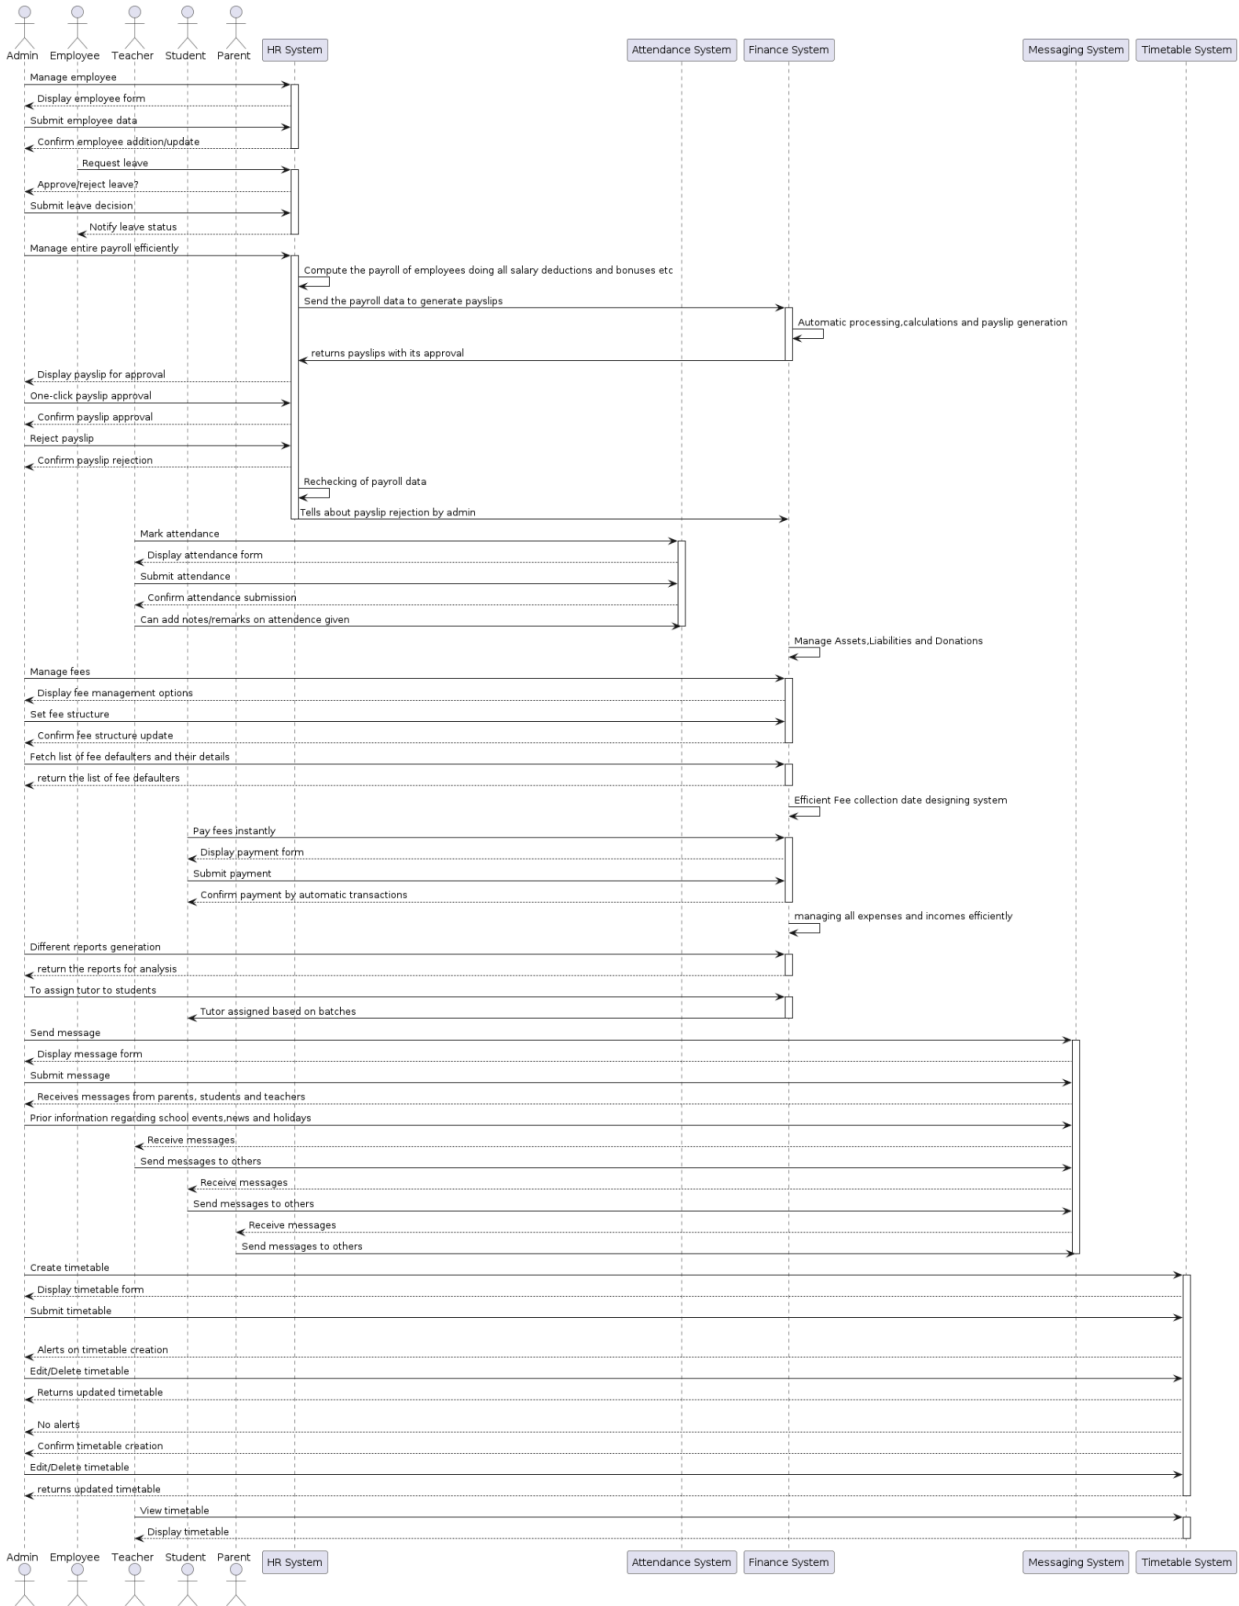 Admin Employee Teacher Student Parent HR System Attendance System Finance System Messaging System Timetable System
Manage employee
Display employee form
Submit employee data
Confirm employee addition/update
Request leave
Approve/reject leave?
Submit leave decision
Notify leave status
Manage entire payroll efficiently
Compute the payroll of employees doing all salary deductions and bonuses etc
Send the payroll data to generate payslips
Automatic processing,calculations and payslip generation
returns payslips with its approval
Display payslip for approval
One-click payslip approval
Confirm payslip approval
Reject payslip
Confirm payslip rejection
Rechecking of payroll data
Tells about payslip rejection by admin
Mark attendance
Display attendance form
Submit attendance
Confirm attendance submission
Can add notes/remarks on attendence given
Manage Assets,Liabilities and Donations
Manage fees
Display fee management options
Set fee structure
Confirm fee structure update
Fetch list of fee defaulters and their details
return the list of fee defaulters
Efficient Fee collection date designing system
Pay fees instantly
Display payment form
Submit payment
Confirm payment by automatic transactions
managing all expenses and incomes efficiently
Different reports generation
return the reports for analysis
To assign tutor to students
Tutor assigned based on batches
Send message
Display message form
Submit message
Receives messages from parents, students and teachers
Prior information regarding school events,news and holidays
Receive messages
Send messages to others
Receive messages
Send messages to others
Receive messages
Send messages to others
Create timetable
Display timetable form
Submit timetable
Alerts on timetable creation
Edit/Delete timetable
Returns updated timetable
No alerts
Confirm timetable creation
Edit/Delete timetable
returns updated timetable
View timetable
Display timetable
Admin Employee Teacher Student Parent HR System Attendance System Finance System Messaging System Timetable System